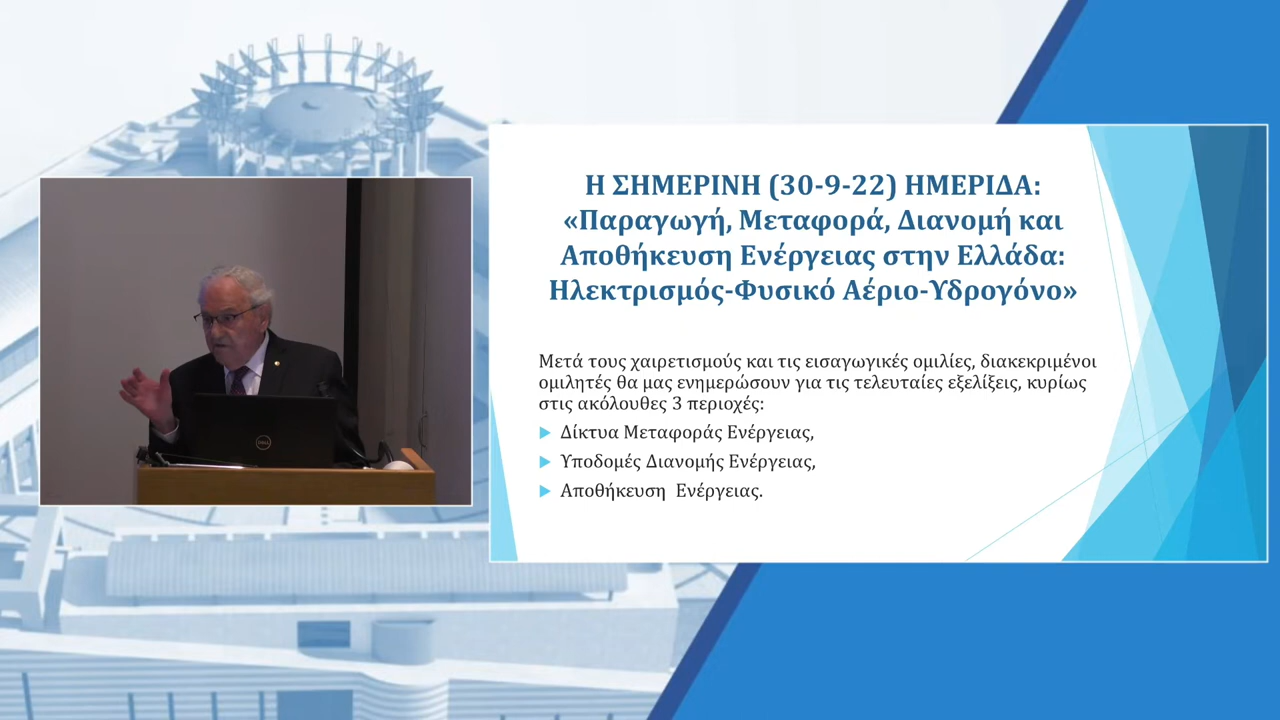 Η ΣΗΜΕΡΙΝΗ (30-9-22) ΗΜΕΡΙΔΑ:
«Παραγωγή, Μεταφορά, Διανομή και
Αποθήκευση Ενέργειας στην Ελλάδα:
Ηλεκτρισμός-Φυσικό Αέριο-Υδρογόνο»
Μετά τους χαιρετισμούς και τις εισαγωγικές ομιλίες, διακεκριμένοι
ομιλητές θα μας ενημερώσουν για τις τελευταίες εξελίξεις, κυρίως
στις ακόλουθες 3 περιοχές:
Δίκτυα Μεταφοράς Ενέργειας,
Υποδομές Διανομής Ενέργειας,
Αποθήκευση Ενέργειας.
DELL